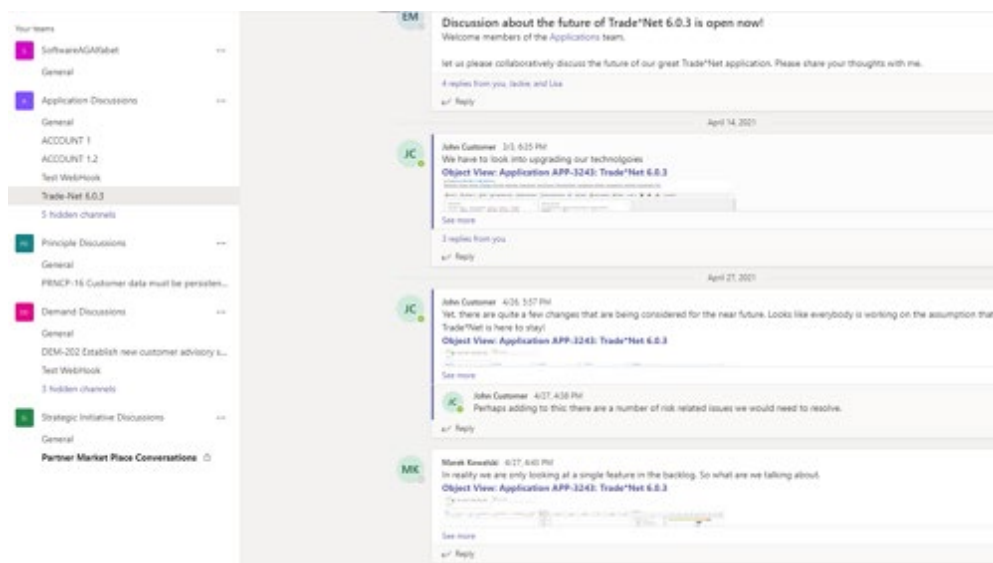 Your teams
SoftwareAGAlfabet
General
Application Discussions
General
ACCOUNT 1
ACCOUNT 1.2
Test WebHook
Trade-Net 6.0.3
5 hidden channels
Principle Discussions
General
PRNCP-16 Customer data must be persisten...
Demand Discussions
General
DEM-202 Establish new customer advisory s...
Test WebHook
3 hidden channels
Strategic Initiative Discussions
General
Partner Market Place Conversations
EM
Discussion about the future of Trade*Net 6.0.3 is open now!
Welcome members of the Applications team.
let us please collaboratively discuss the future of our great Trade*Net application. Please share your thoughts with me.
4 replies from you, Jackie, and Lisa
Reply
April 14, 2021
JC
John Customer 3/3, 6:25 PM
We have to look into upgrading our technolgoies
Object View: Application APP-3243: Trade*Net 6.0.3
See more
3 replies from you
Reply
April 27, 2021
JC
John Customer 4/26, 5:57 PM
Yet, there are quite a few changes that are being considered for the near future. Looks like everybody is working on the assumption that
Trade*Net is here to stay!
Object View: Application APP-3243: Trade*Net 6.0.3
See more
JC
John Customer 4/27, 4:38 PM
Perhaps adding to this: there are a number of risk related issues we would need to resolve.
Reply
MK
Marek Kowalski 4/27, 4:40 PM
In reality we are only looking at a single feature in the backlog. So what are we talking about.
Object View: Application APP-3243: Trade*Net 6.0.3
See more
Reply